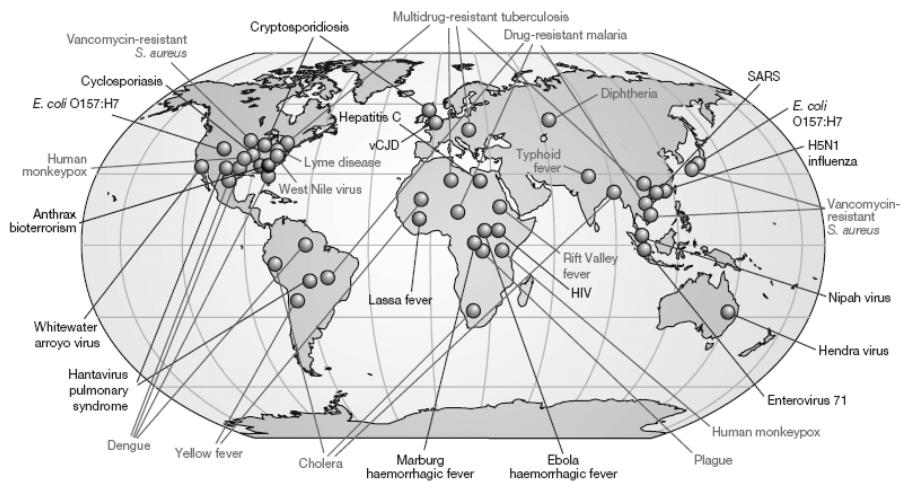 Cryptosporidiosis
Multidrug-resistant tuberculosis
Drug-resistant malaria
Vancomycin-resistant
S. aureus
SARS
Cyclosporiasis
E. coli O157:H7
Hepatitis C
Diphtheria
E. coli
O157:H7
vCJD
H5N1
influenza
Human
monkeypox
Lyme disease
Typhoid
fever
West Nile virus
Vancomycin-
resistant
S. aureus
Anthrax
bioterrorism
Rift Valley
fever
HIV
Lassa fever
Nipah virus
Whitewater
arroyo virus
Hendra virus
Hantavirus
pulmonary
syndrome
Enterovirus 71
Dengue
Yellow fever
Cholera
Marburg
haemorrhagic fever
Ebola
haemorrhagic fever
Plague
Human monkeypox